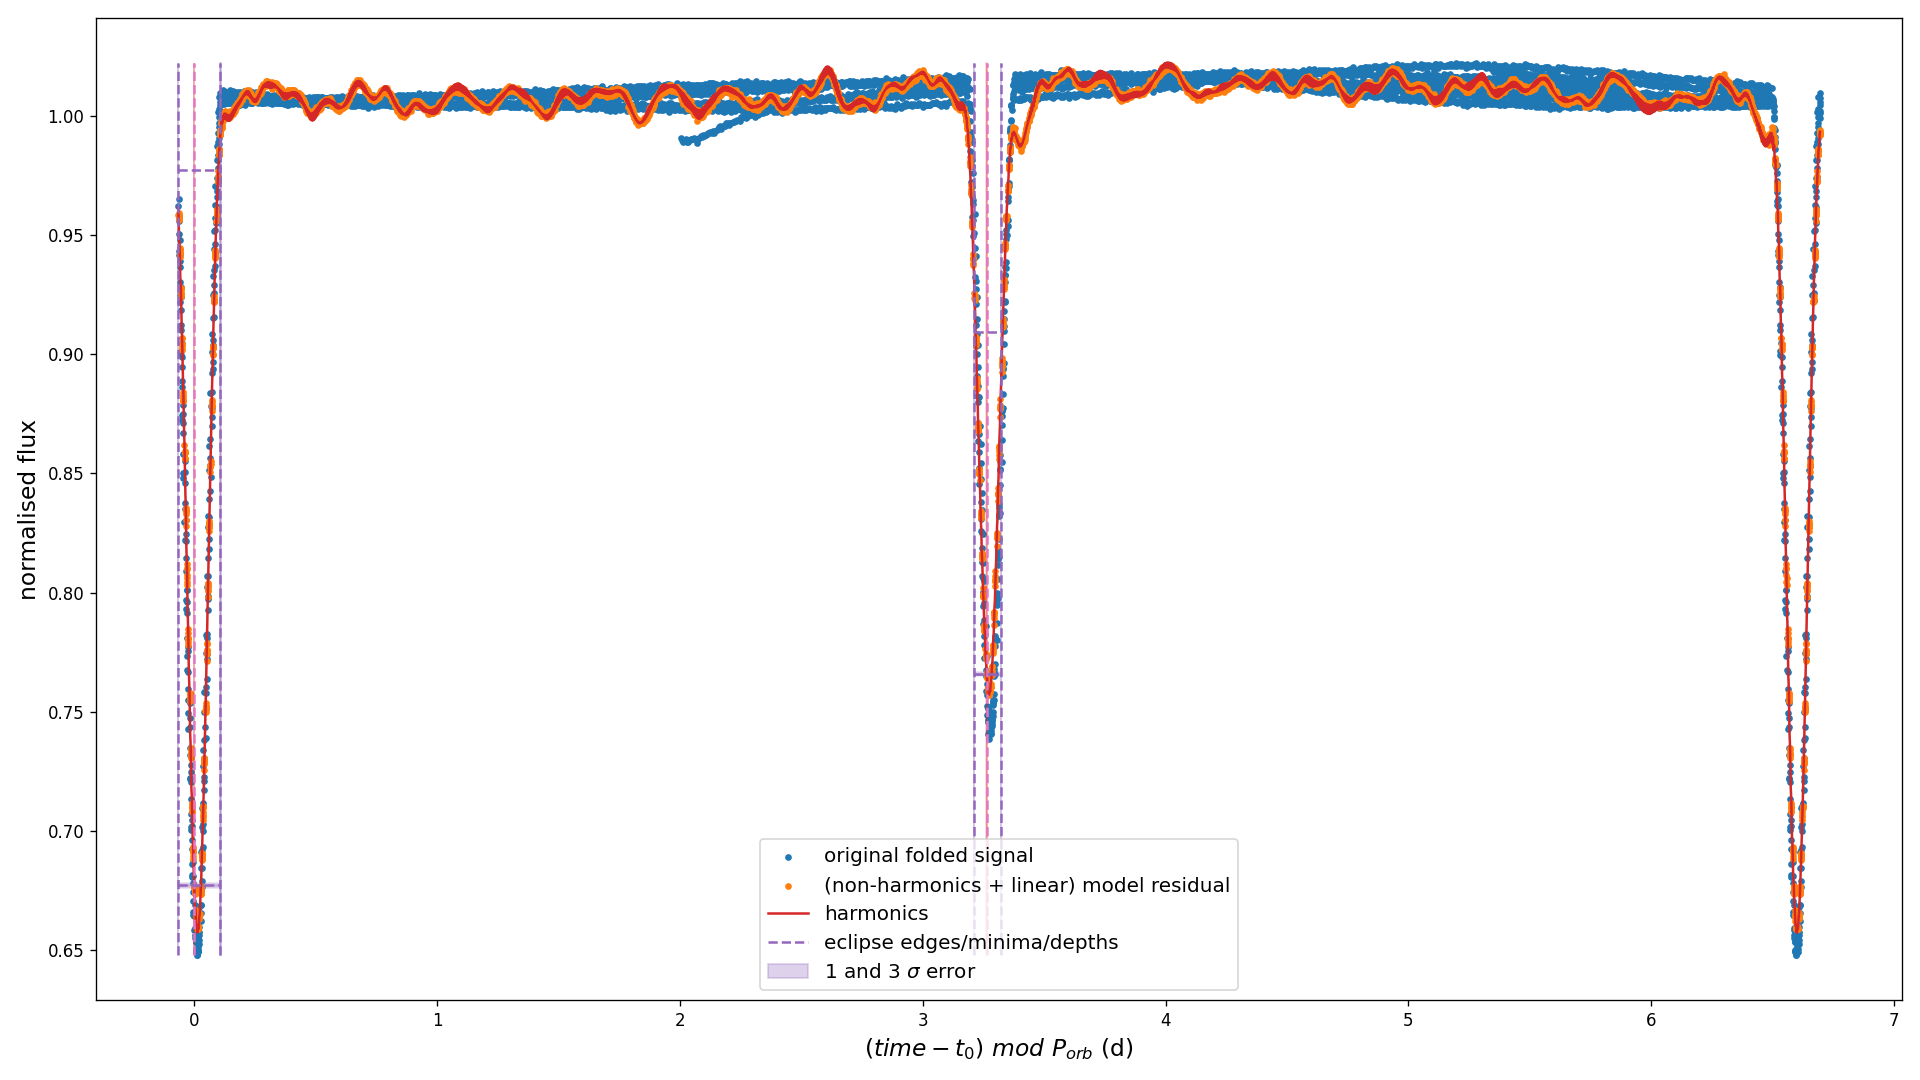 normalised flux
1.00
0.95
0.90
0.85
0.80
0.75
0.70
0.65
original folded signal
(non-harmonics + linear) model residual
harmonics
eclipse edges/minima/depths
1 and 3 σ error
0 1 2 3 4 5 6 7
(time − t₀) mod Pₒᵣb (d)